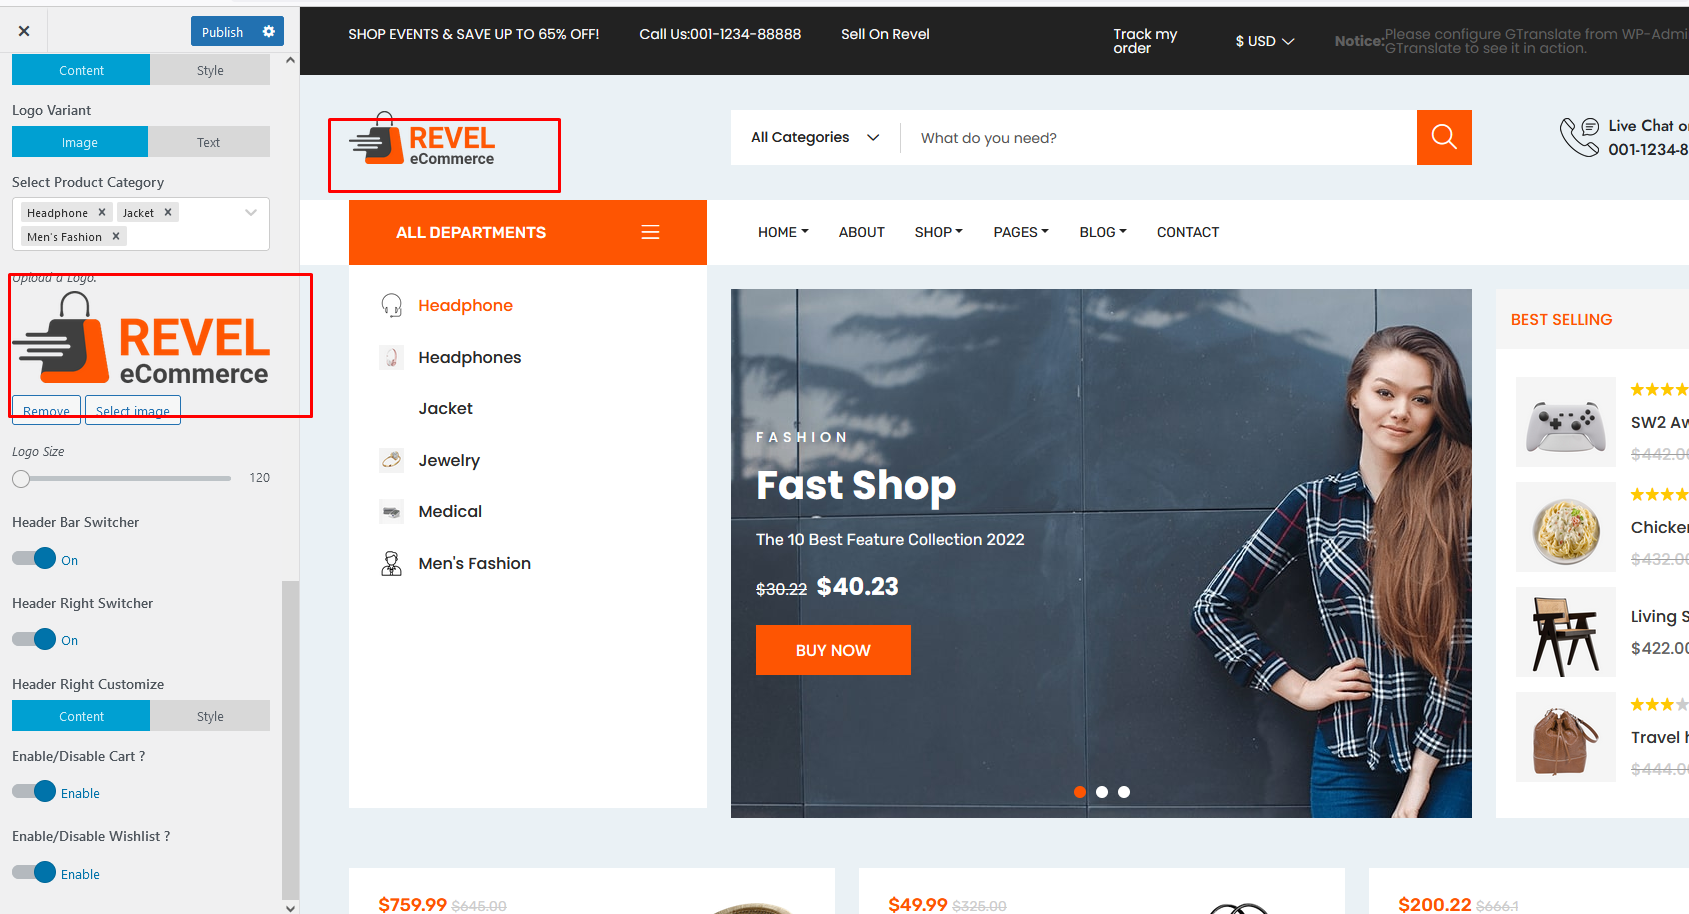 Publish
Content
Style
Logo Variant
Image
Text
Select Product Category
Headphone ×
Jacket ×
Men's Fashion ×
Upload a Logo.
REVEL
eCommerce
Remove
Select image
Logo Size
120
Header Bar Switcher
On
Header Right Switcher
On
Header Right Customize
Content
Style
Enable/Disable Cart ?
Enable
Enable/Disable Wishlist ?
Enable
SHOP EVENTS & SAVE UP TO 65% OFF!
Call Us:001-1234-88888
Sell On Revel
Track my
order
$ USD
Notice:Please configure GTranslate from WP-Admi
GTranslate to see it in action.
REVEL
eCommerce
All Categories
What do you need?
Live Chat o
001-1234-8
ALL DEPARTMENTS
HOME
ABOUT
SHOP
PAGES
BLOG
CONTACT
Headphone
Headphones
Jacket
Jewelry
Medical
Men's Fashion
FASHION
Fast Shop
The 10 Best Feature Collection 2022
$30.22 $40.23
BUY NOW
BEST SELLING
SW2 Aw
$442.00
Chicken
$432.00
Living S
$422.00
Travel h
$444.00
$759.99 $645.00
$49.99 $325.00
$200.22 $666.1